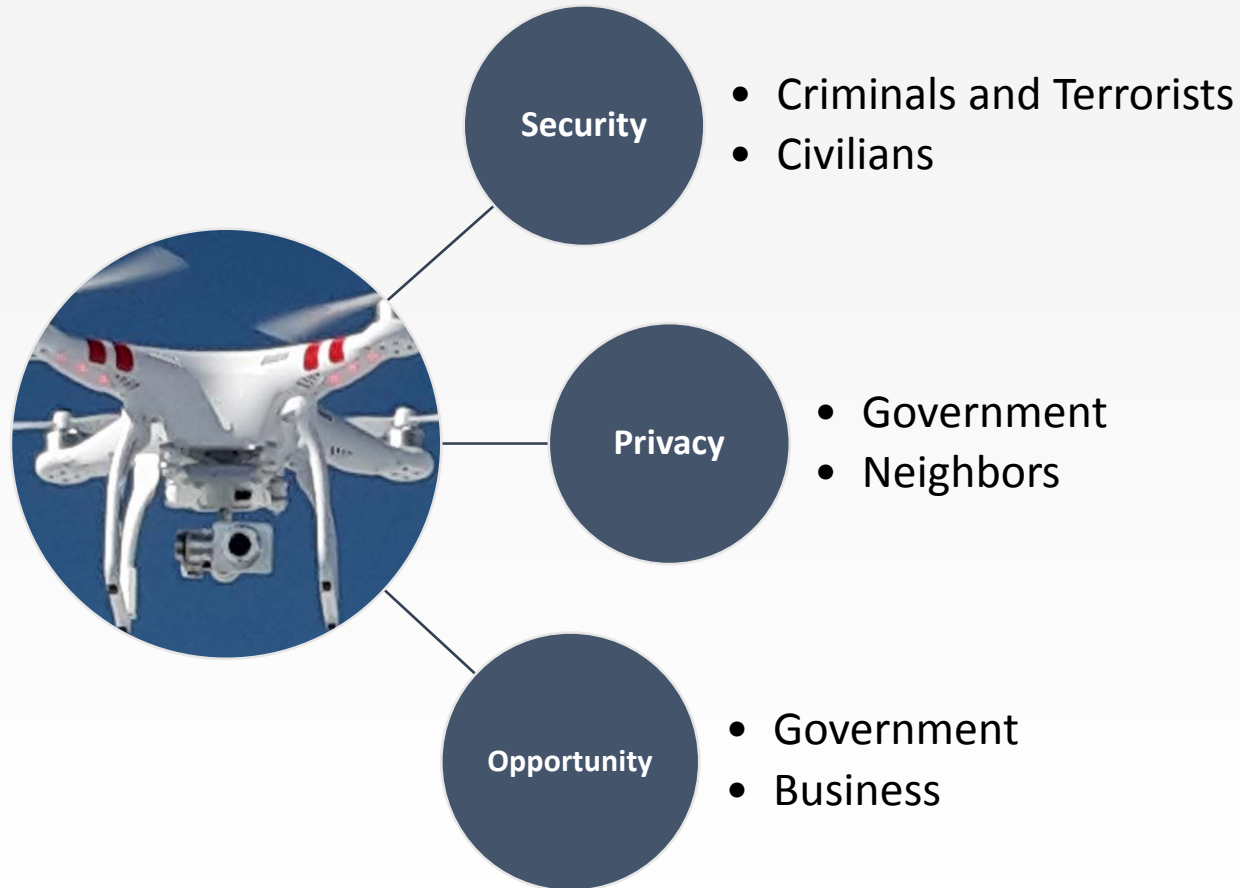 Security
• Criminals and Terrorists
• Civilians
Privacy
• Government
• Neighbors
Opportunity
• Government
• Business